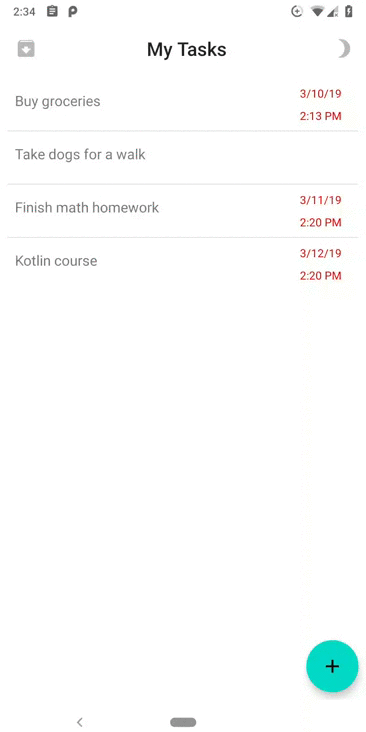 2:34
My Tasks
Buy groceries
3/10/19
2:13 PM
Take dogs for a walk
Finish math homework
3/11/19
2:20 PM
Kotlin course
3/12/19
2:20 PM